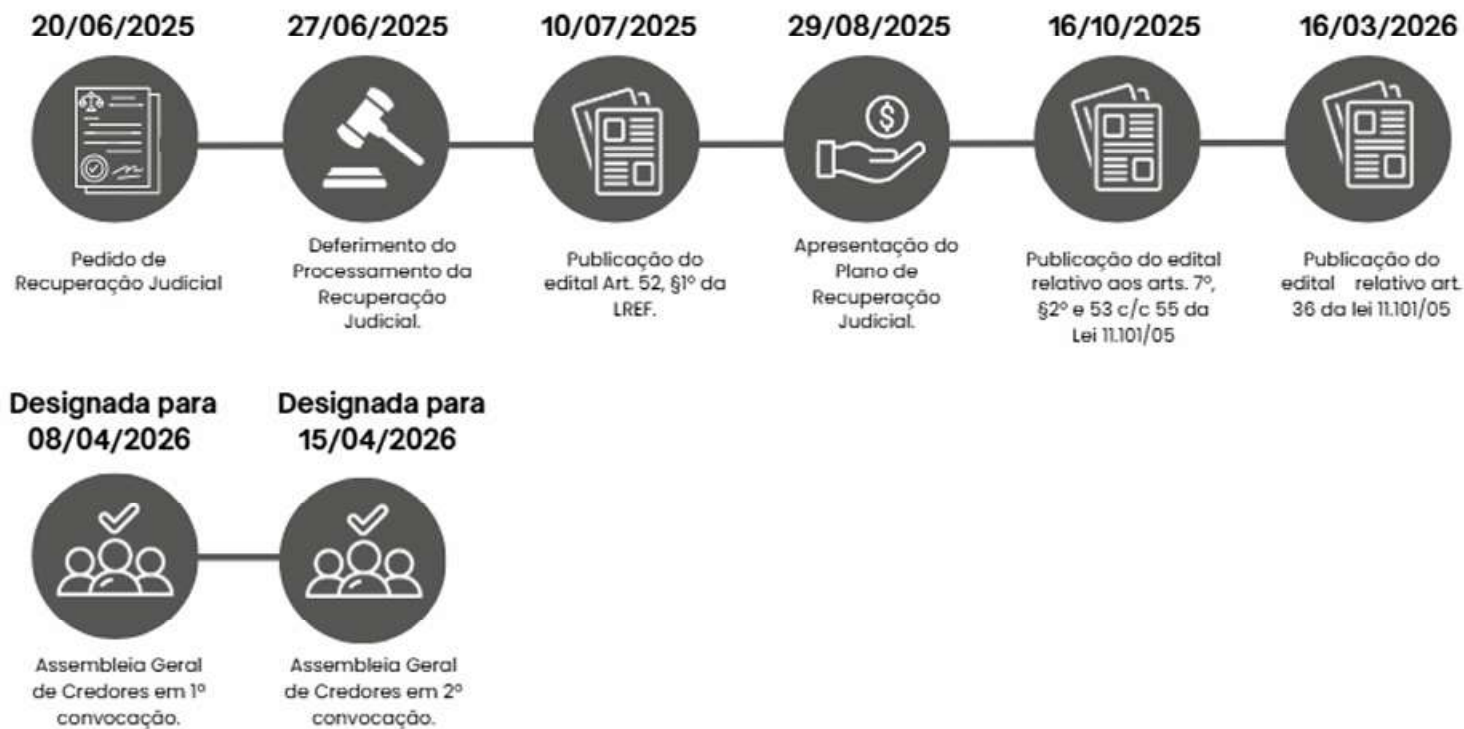 20/06/2025
Pedido de
Recuperação Judicial
27/06/2025
Deferimento do
Processamento da
Recuperação
Judicial.
10/07/2025
Publicação do
edital Art. 52, §1º da
LREF.
29/08/2025
Apresentação do
Plano de
Recuperação
Judicial.
16/10/2025
Publicação do edital
relativo aos arts. 7º,
§2º e 53 c/c 55 da
Lei 11.101/05
16/03/2026
Publicação do
edital relativo art.
36 da lei 11.101/05
Designada para
08/04/2026
Assembleia Geral
de Credores em 1º
convocação.
Designada para
15/04/2026
Assembleia Geral
de Credores em 2º
convocação.